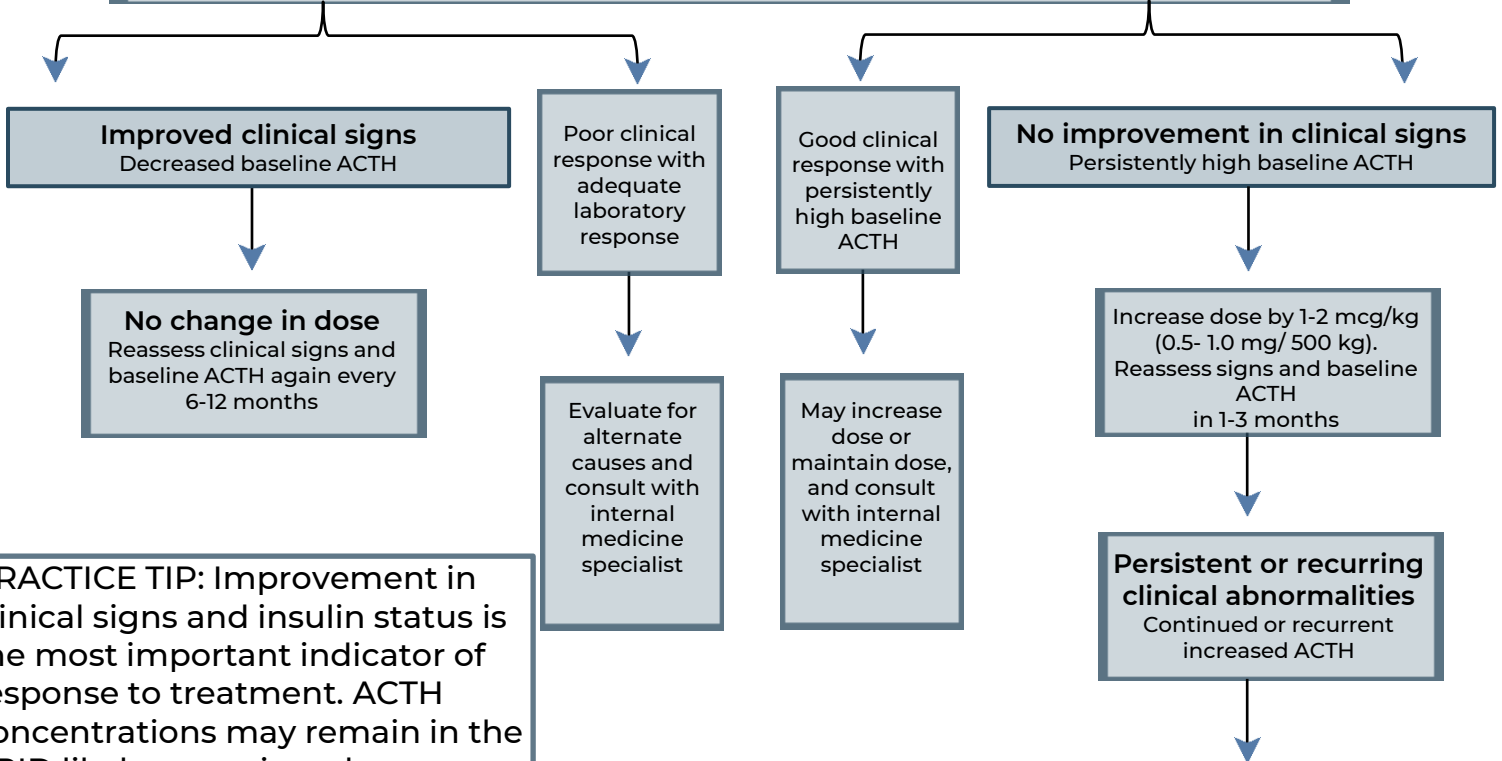 Improved clinical signs
Decreased baseline ACTH
Poor clinical
response with
adequate
laboratory
response
Good clinical
response with
persistently
high baseline
ACTH
No improvement in clinical signs
Persistently high baseline ACTH
No change in dose
Reassess clinical signs and
baseline ACTH again every
6-12 months
Evaluate for
alternate
causes and
consult with
internal
medicine
specialist
May increase
dose or
maintain dose,
and consult
with internal
medicine
specialist
Increase dose by 1-2 mcg/kg
(0.5- 1.0 mg/ 500 kg).
Reassess signs and baseline
ACTH
in 1-3 months
Persistent or recurring
clinical abnormalities
Continued or recurrent
increased ACTH
RACTICE TIP: Improvement in
linical signs and insulin status is
he most important indicator of
esponse to treatment. ACTH
oncentrations may remain in the